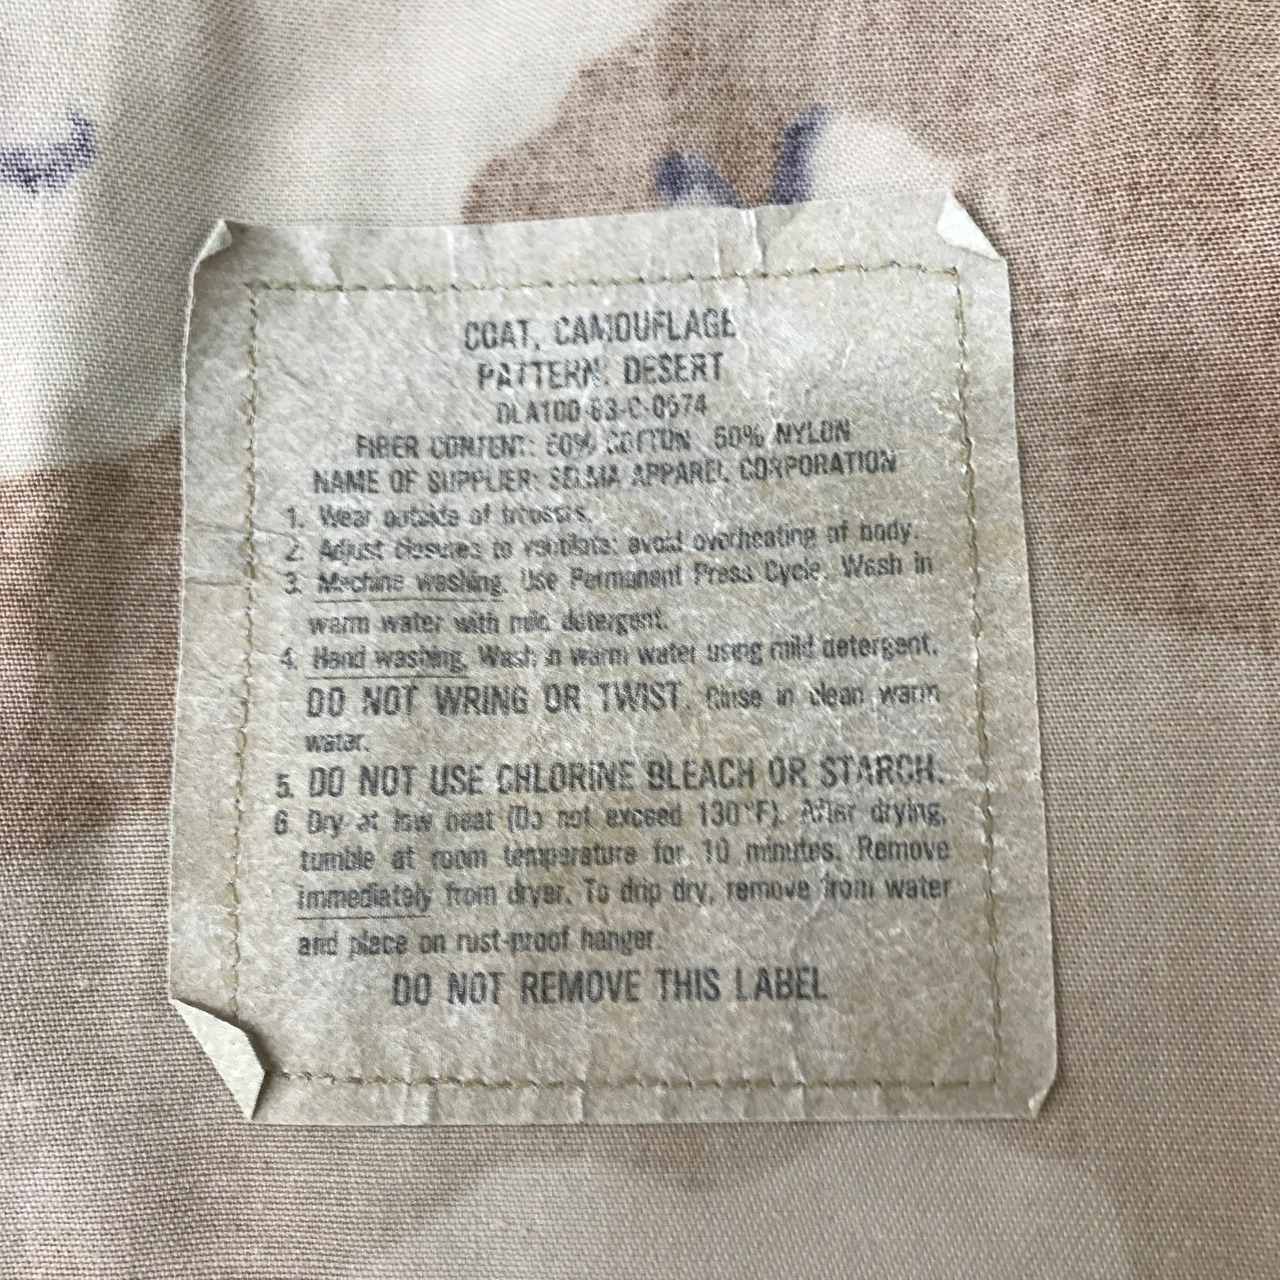 COAT, CAMOUFLAGE
PATTERN: DESERT
DLA100-83-C-0574
FIBER CONTENT: 50% COTTON 50% NYLON
NAME OF SUPPLIER: SELMA APPAREL CORPORATION
1. Wear outside of trousers.
2. Adjust closures to ventilate: avoid overheating of body.
3. Machine washing. Use Permanent Press Cycle. Wash in
warm water with mild detergent.
4. Hand washing. Wash in warm water using mild detergent.
DO NOT WRING OR TWIST. Rinse in clean warm
water.
5. DO NOT USE CHLORINE BLEACH OR STARCH.
6 Dry at low heat (Do not exceed 130°F). After drying,
tumble at room temperature for 10 minutes. Remove
immediately from dryer. To drip dry, remove from water
and place on rust-proof hanger.
DO NOT REMOVE THIS LABEL